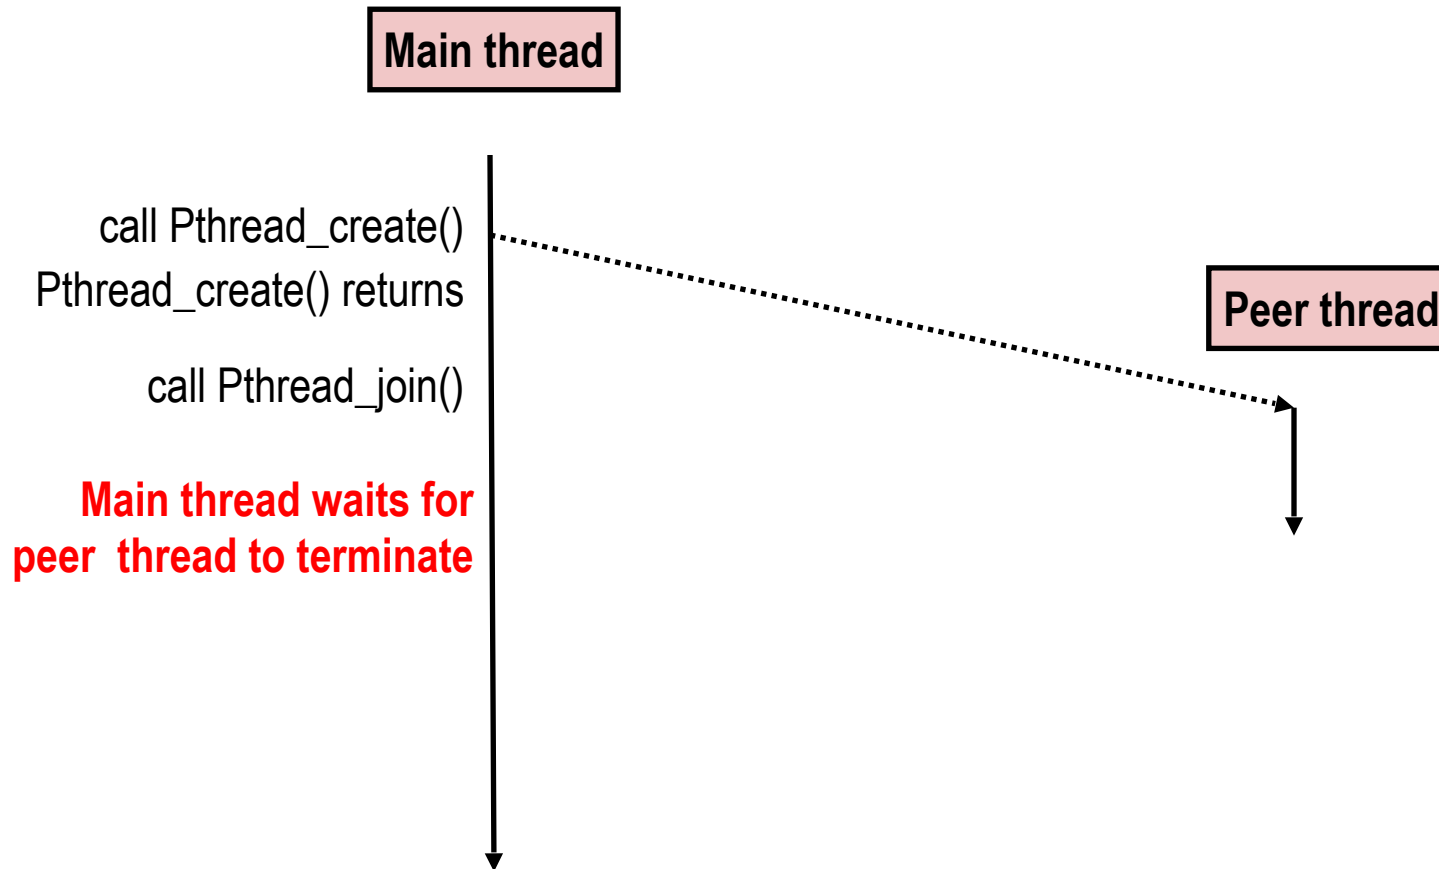 Main thread
call Pthread_create()
Pthread_create() returns
Peer thread
call Pthread_join()
Main thread waits for
peer  thread to terminate